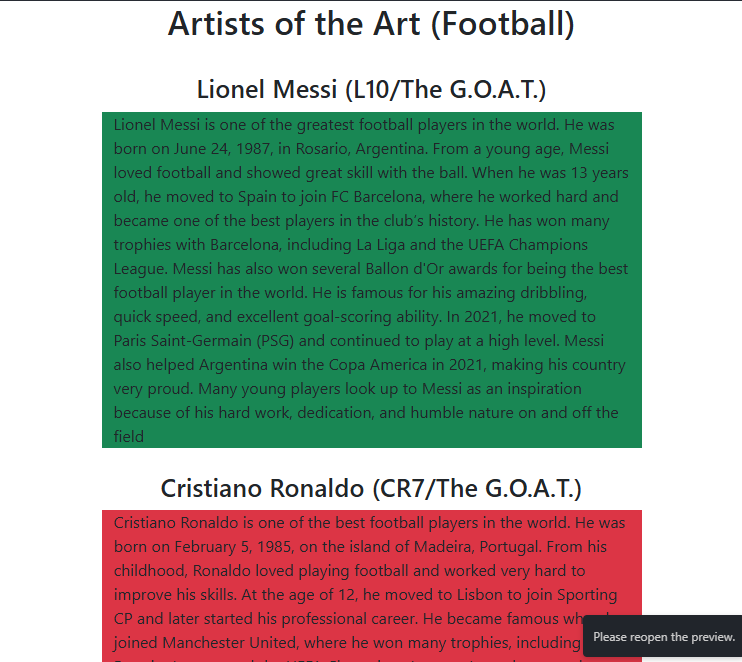 Artists of the Art (Football)
Lionel Messi (L10/The G.O.A.T.)
Lionel Messi is one of the greatest football players in the world. He was
born on June 24, 1987, in Rosario, Argentina. From a young age, Messi
loved football and showed great skill with the ball. When he was 13 years
old, he moved to Spain to join FC Barcelona, where he worked hard and
became one of the best players in the club's history. He has won many
trophies with Barcelona, including La Liga and the UEFA Champions
League. Messi has also won several Ballon d'Or awards for being the best
football player in the world. He is famous for his amazing dribbling,
quick speed, and excellent goal-scoring ability. In 2021, he moved to
Paris Saint-Germain (PSG) and continued to play at a high level. Messi
also helped Argentina win the Copa America in 2021, making his country
very proud. Many young players look up to Messi as an inspiration
because of his hard work, dedication, and humble nature on and off the
field
Cristiano Ronaldo (CR7/The G.O.A.T.)
Cristiano Ronaldo is one of the best football players in the world. He was
born on February 5, 1985, on the island of Madeira, Portugal. From his
childhood, Ronaldo loved playing football and worked very hard to
improve his skills. At the age of 12, he moved to Lisbon to join Sporting
CP and later started his professional career. He became famous
joined Manchester United, where he won many trophies, including
Please reopen the preview.